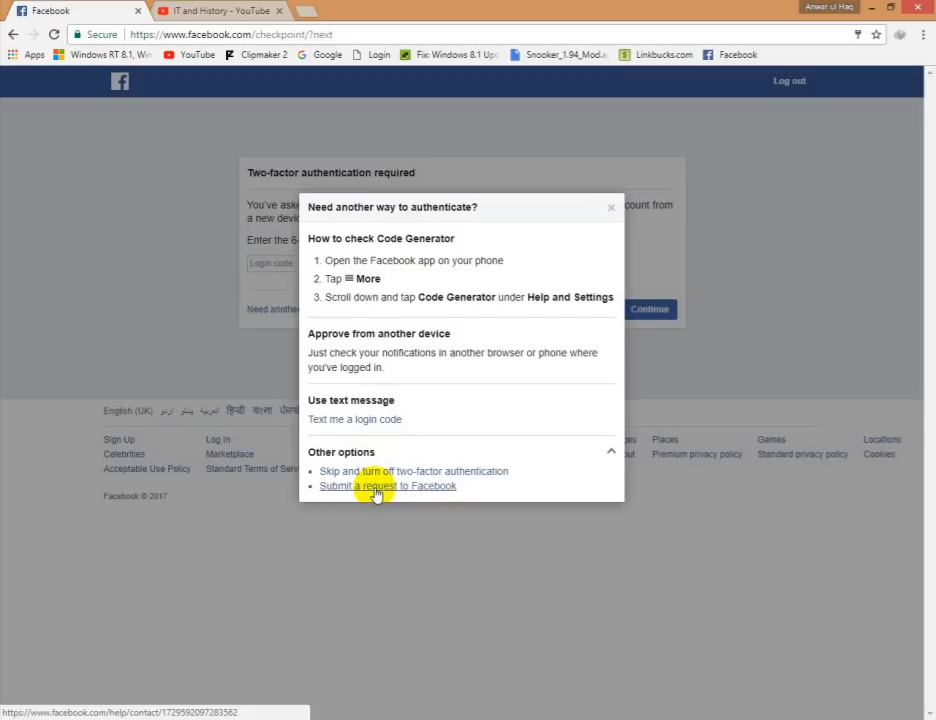 Facebook
IT and History - YouTube
Anwar ul Haq
Secure
https://www.facebook.com/checkpoint/?next
Apps
Windows RT 8.1, Win
YouTube
Clipmaker 2
Google
Login
Fix: Windows 8.1 Upd
Snooker_1.94_Mod.a
Linkbucks.com
Facebook
Log out
Two-factor authentication required
You've aske
count from
a new devic
Enter the 6-
Login code
Need anothe
Continue
Need another way to authenticate?
How to check Code Generator
1. Open the Facebook app on your phone
2. Tap ≡ More
3. Scroll down and tap Code Generator under Help and Settings
Approve from another device
Just check your notifications in another browser or phone where
you've logged in.
Use text message
Text me a login code
Other options
Skip and turn off two-factor authentication
Submit a request to Facebook
English (UK) اردو پښتو العربية हिन्दी বাংলা
Sign Up
Log In
Places
Games
Locations
Celebrities
Marketplace
out
Premium privacy policy
Standard privacy policy
Cookies
Acceptable Use Policy
Standard Terms of Serv
Facebook © 2017
https://www.facebook.com/help/contact/1729592097283562